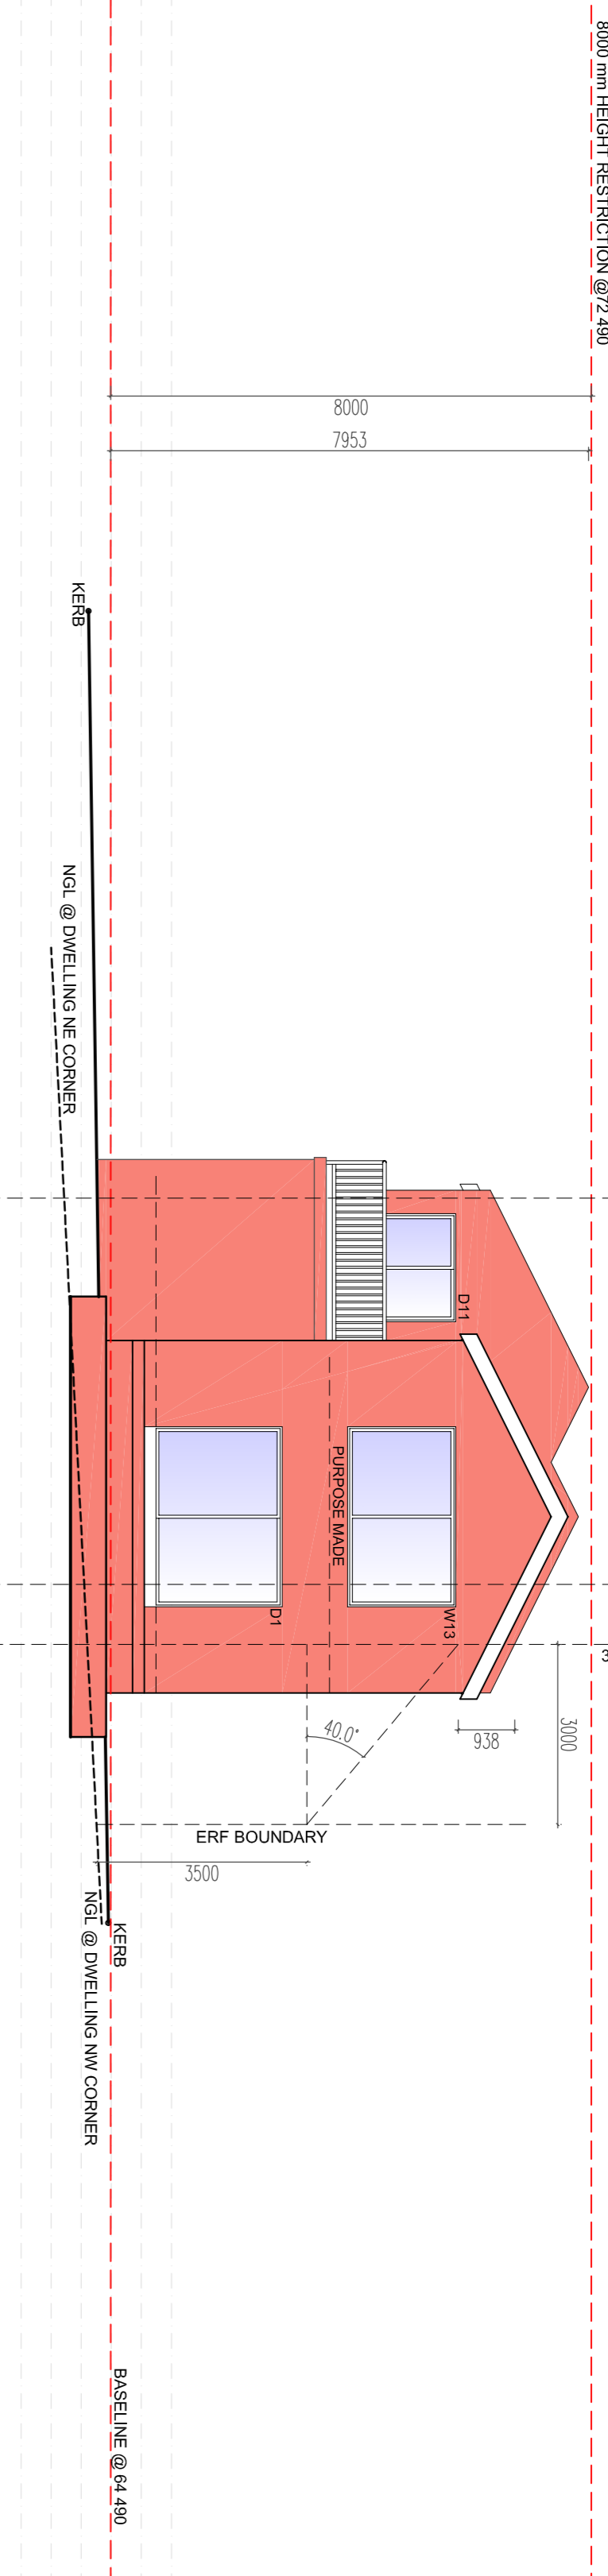 8000 mm HEIGHT RESTRICTION @72 490
8000
7953
KERB
NGL @ DWELLING NE CORNER
D11
PURPOSE MADE
D1
W13
3
3000
938
40.0°
ERF BOUNDARY
3500
KERB
NGL @ DWELLING NW CORNER
BASELINE @ 64 490